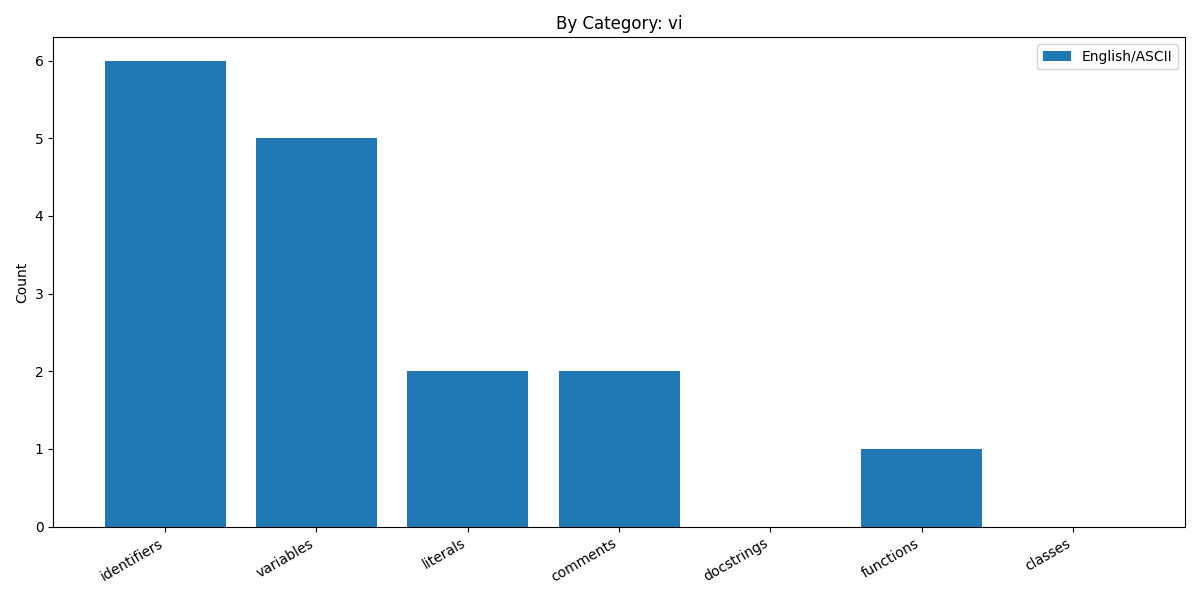 By Category: vi
English/ASCII
Count
6
5
4
3
2
1
0
identifiers
variables
literals
comments
docstrings
functions
classes